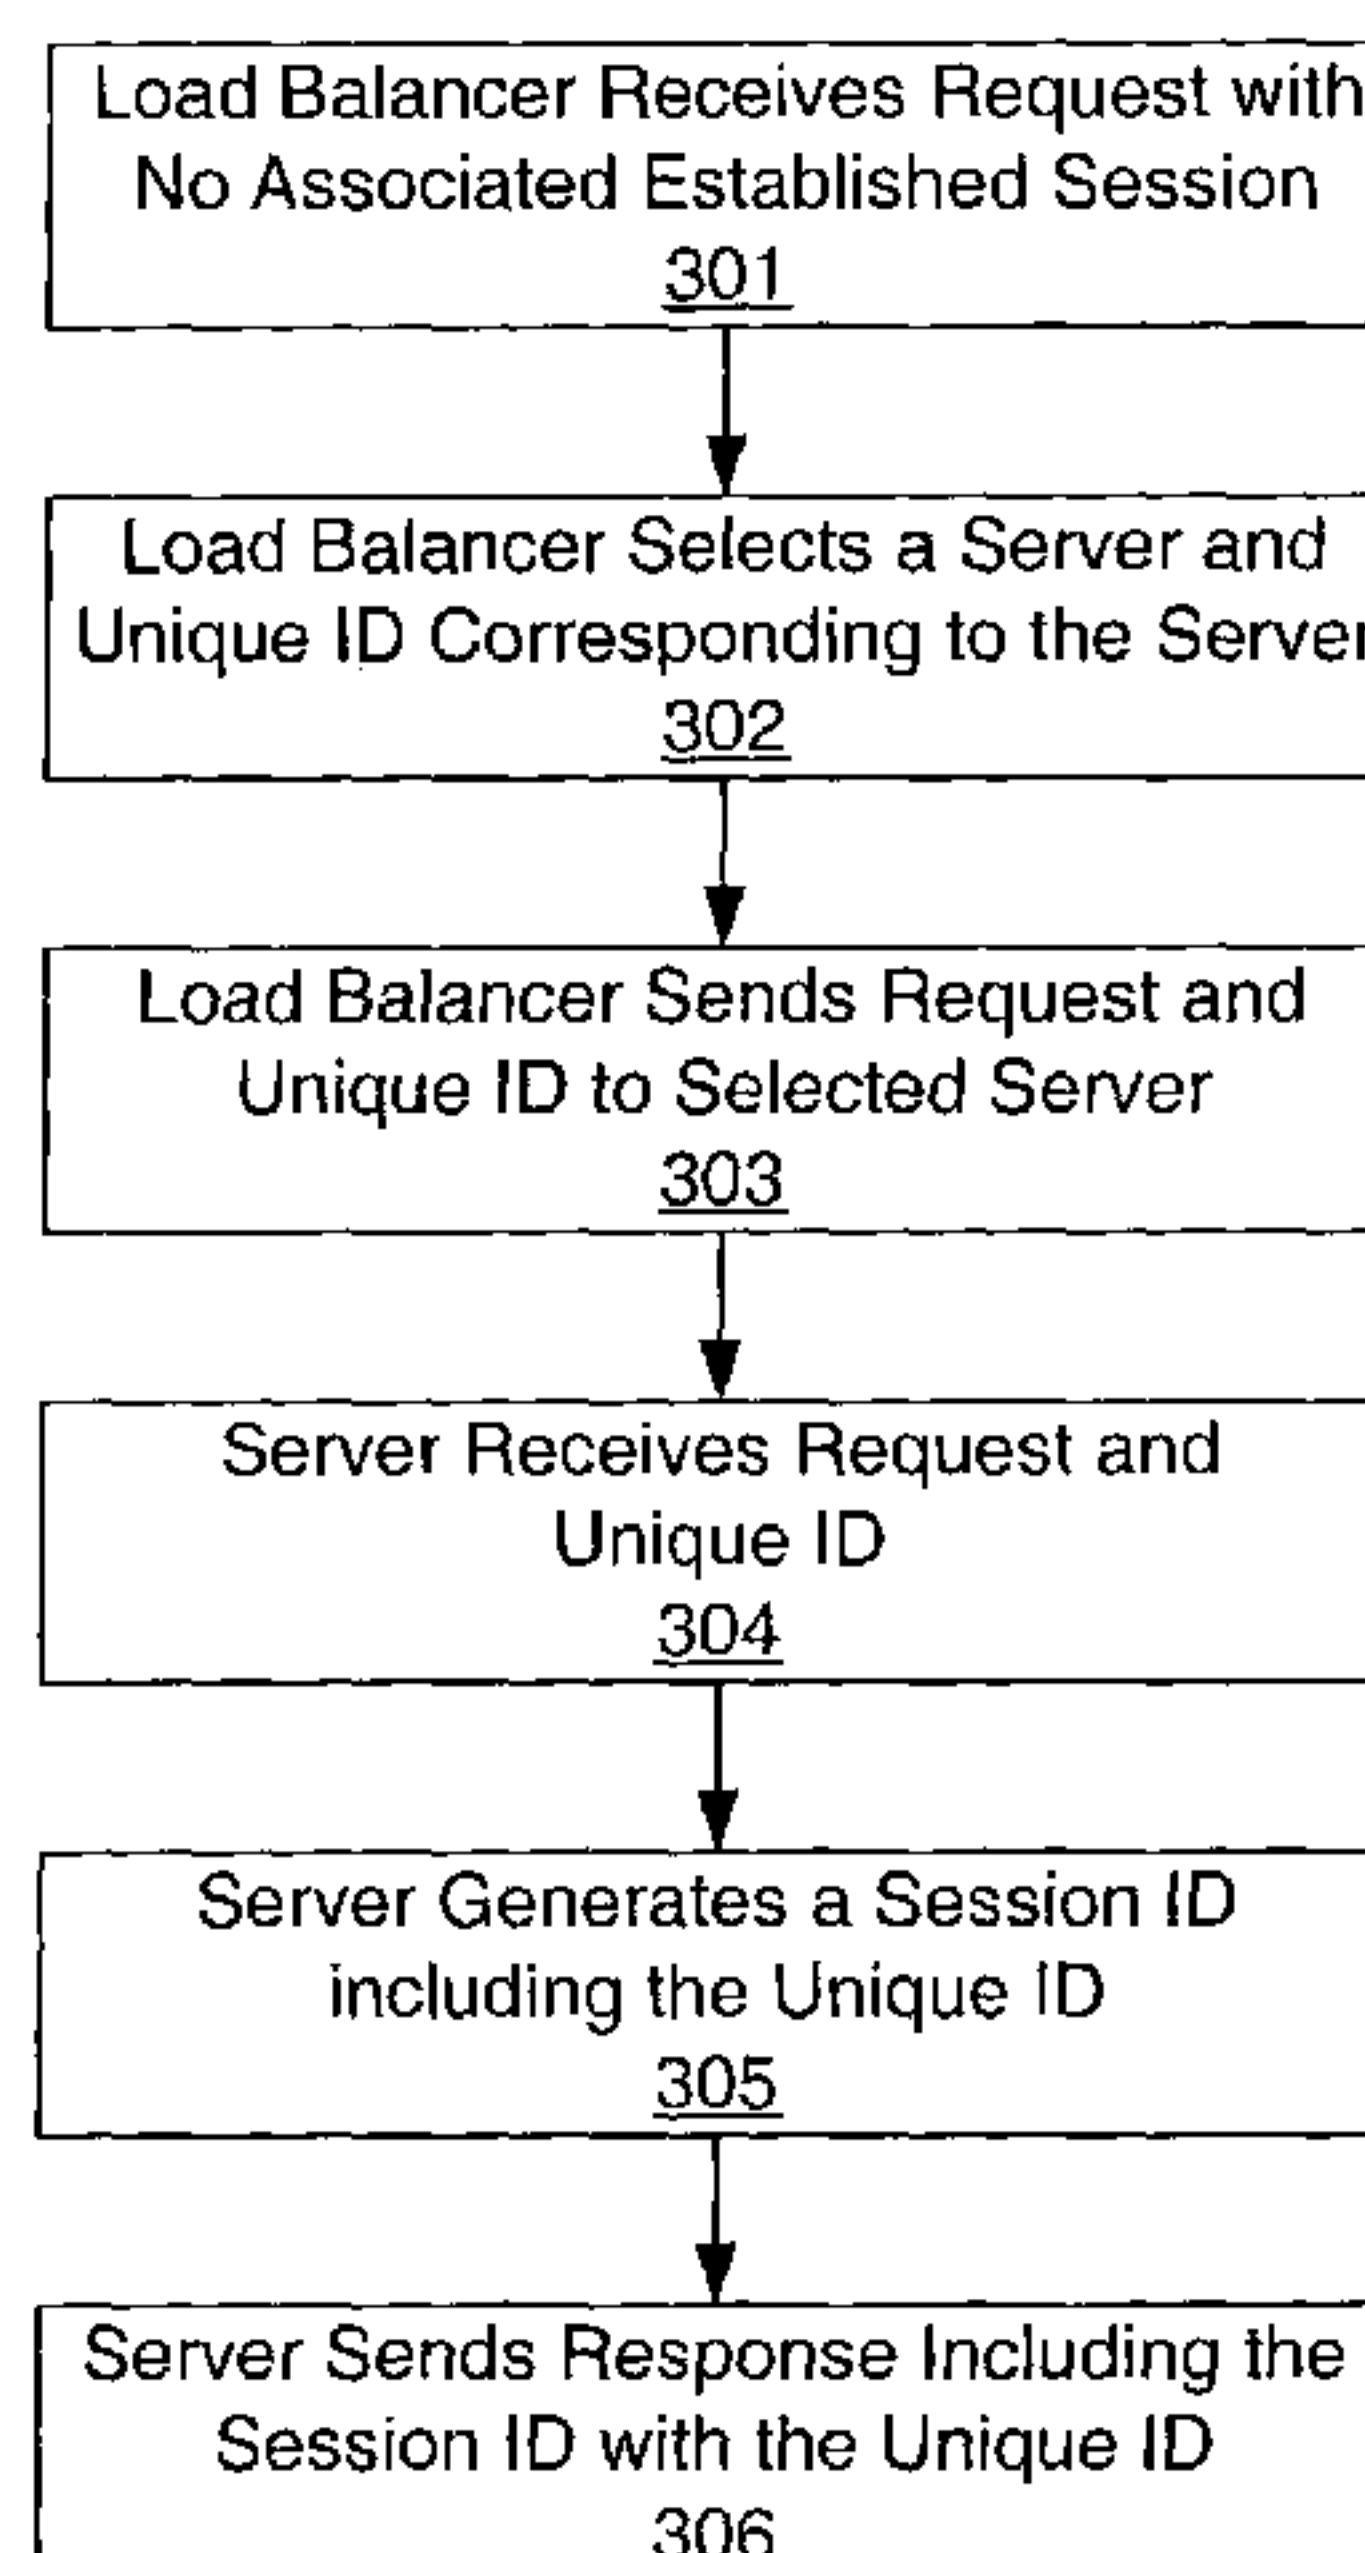 Load Balancer Receives Request with
No Associated Established Session
301
Load Balancer Selects a Server and
Unique ID Corresponding to the Server
302
Load Balancer Sends Request and
Unique ID to Selected Server
303
Server Receives Request and
Unique ID
304
Server Generates a Session ID
including the Unique ID
305
Server Sends Response Including the
Session ID with the Unique ID
306